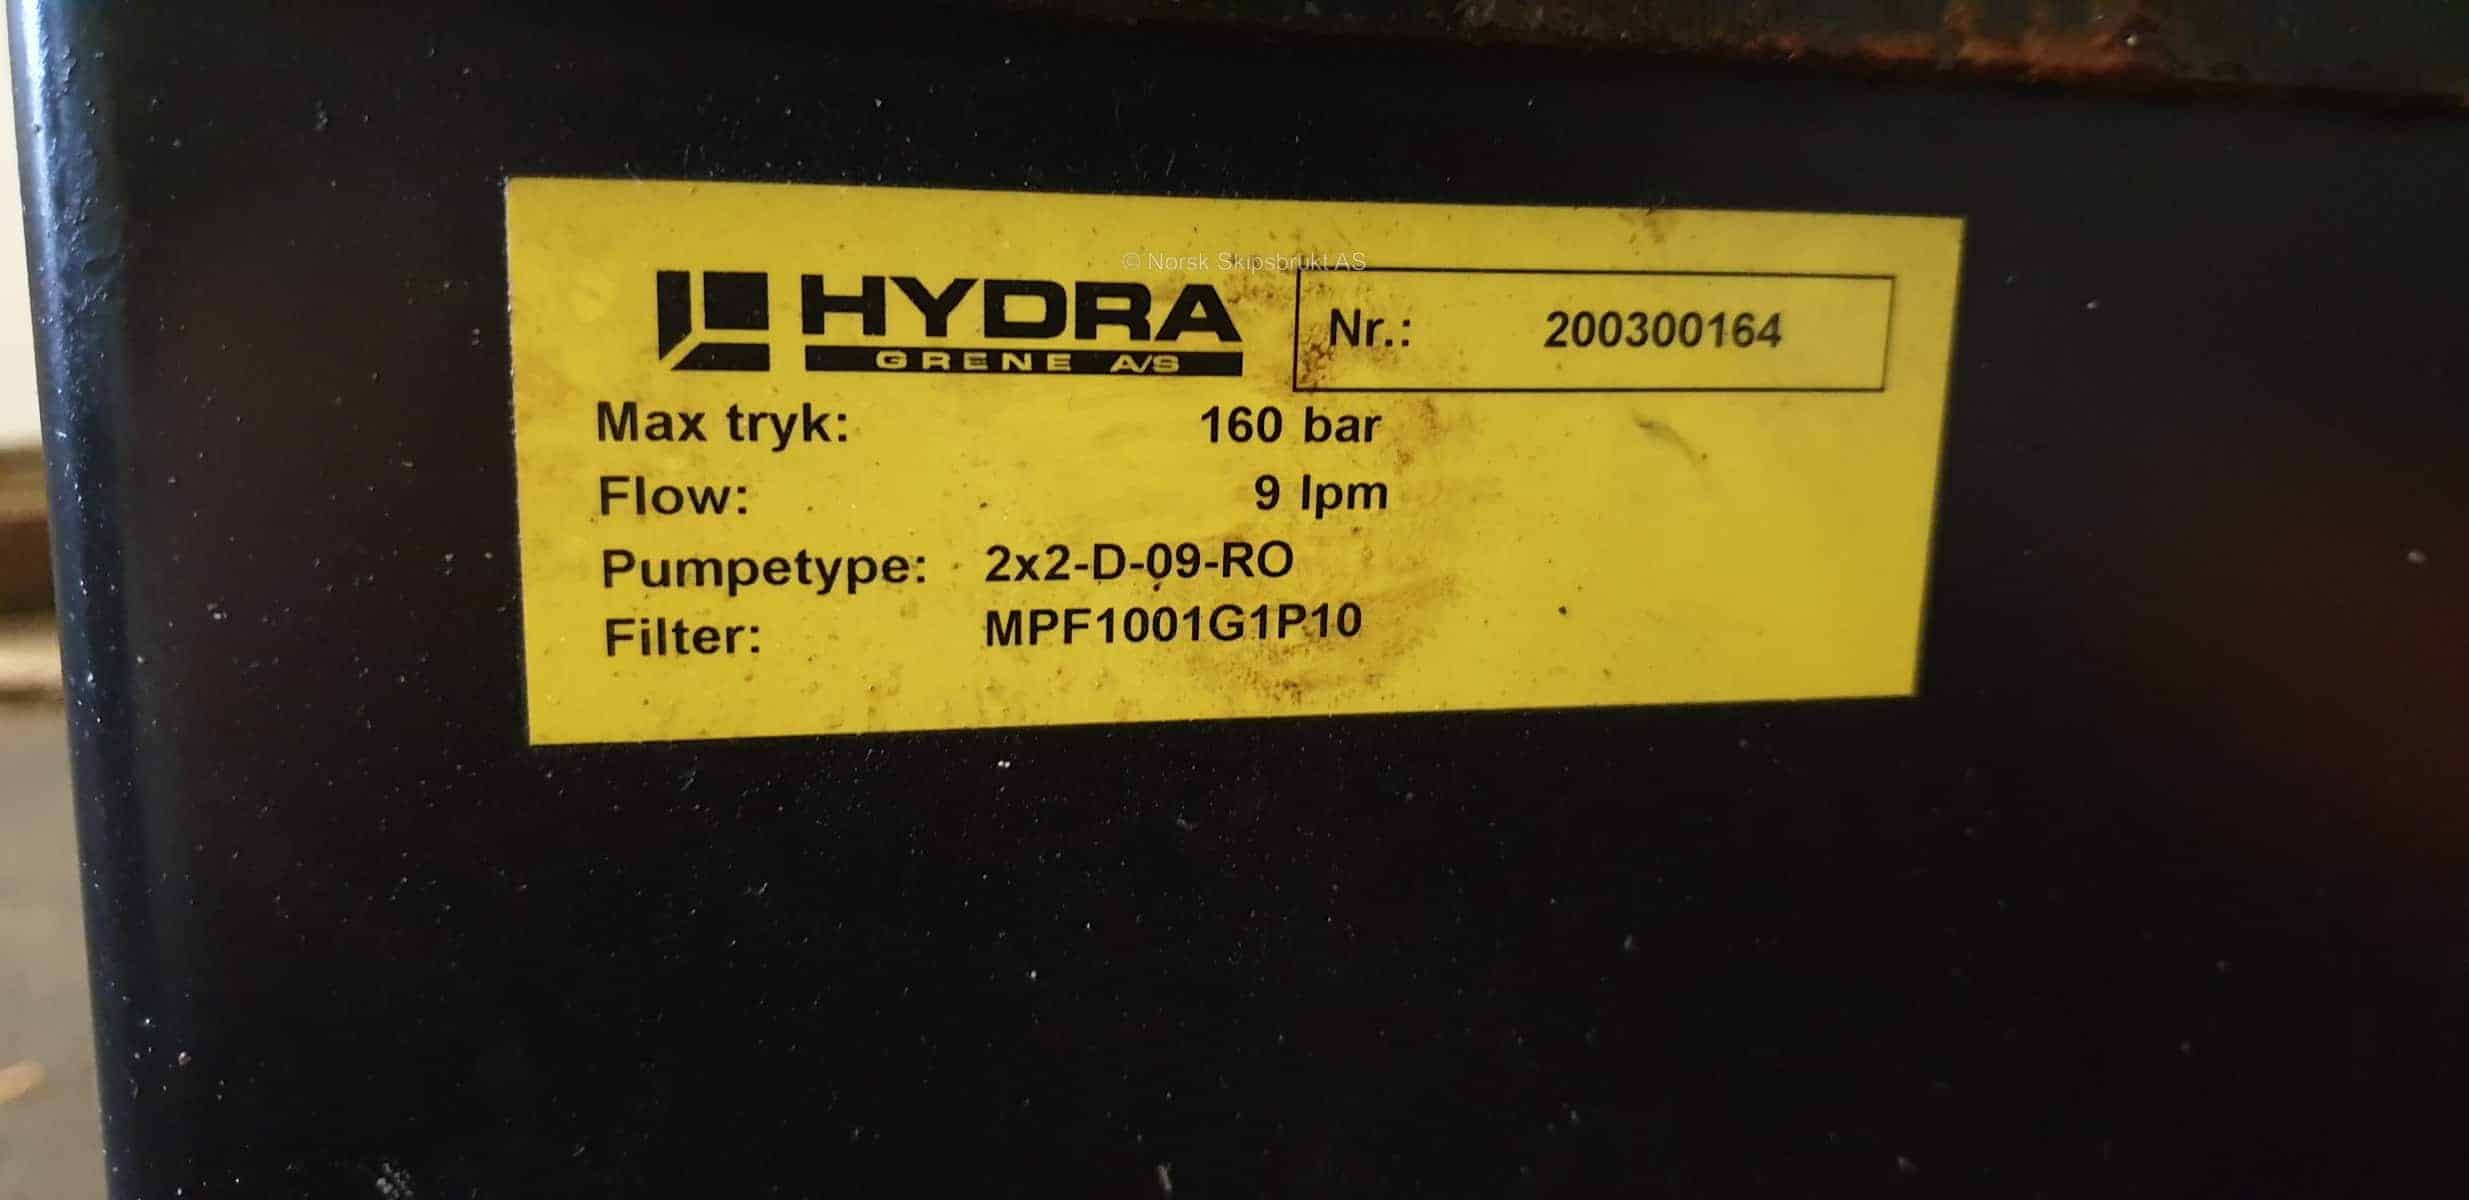 © Norsk Skipsbrukt AS
HYDRA
GRENE A/S
Nr.: 200300164
Max tryk: 160 bar
Flow: 9 lpm
Pumpetype: 2x2-D-09-RO
Filter: MPF1001G1P10